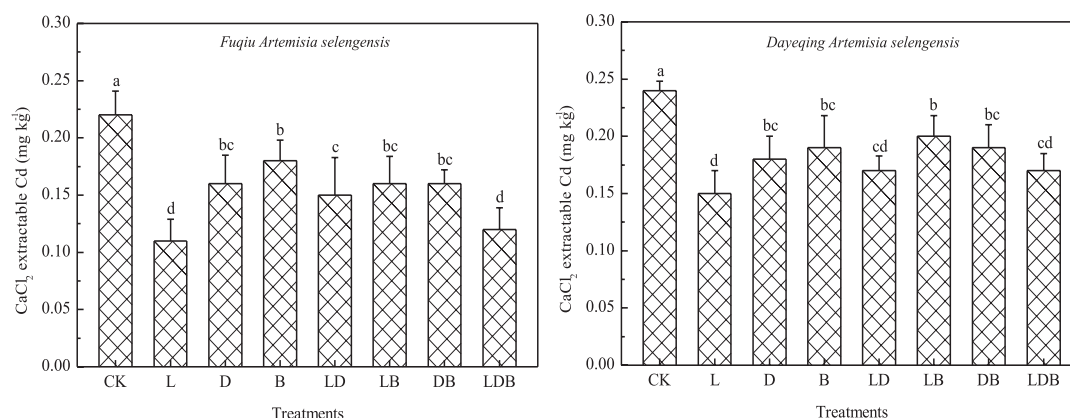 Fuqiu Artemisia selengensis
CaCl2 extractable Cd (mg kg-1)
0.30
0.25
0.20
0.15
0.10
0.05
0.00
a
d
bc
b
c
bc
bc
d
CK L D B LD LB DB LDB
Treatments
Dayeqing Artemisia selengensis
CaCl2 extractable Cd (mg kg-1)
0.30
0.25
0.20
0.15
0.10
0.05
0.00
a
d
bc
bc
cd
b
bc
cd
CK L D B LD LB DB LDB
Treatments